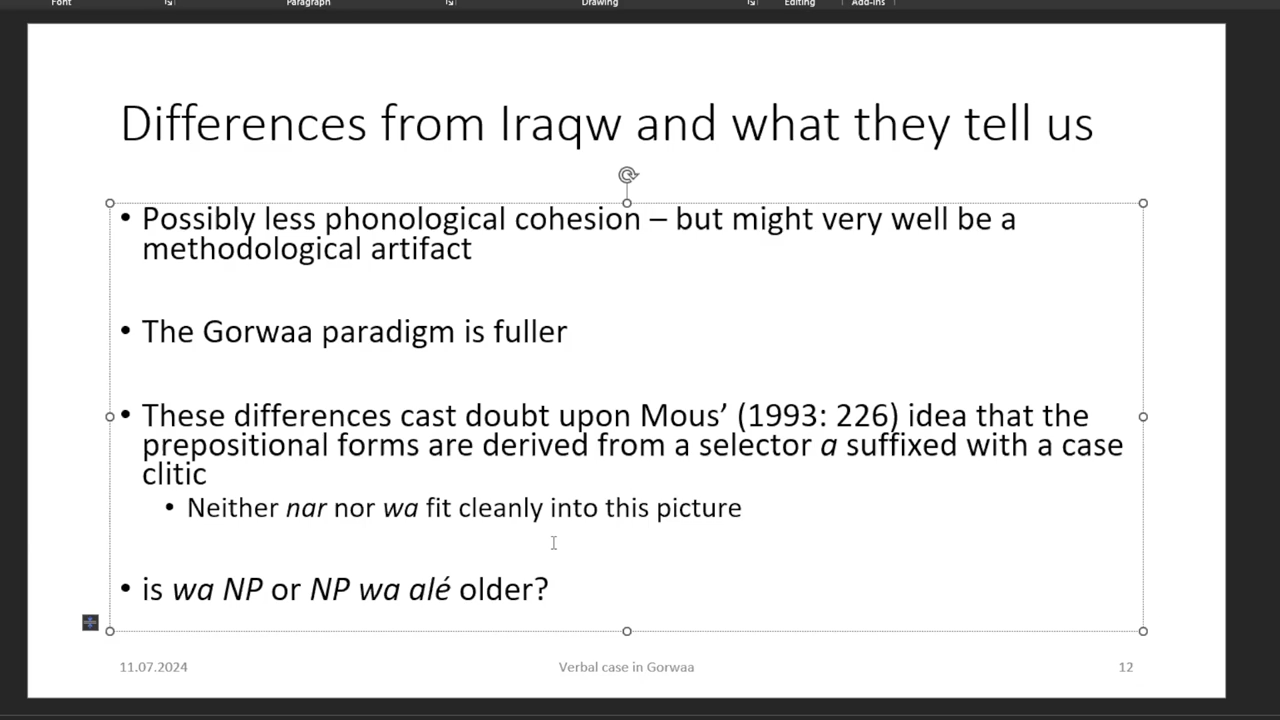 Font Paragraph Drawing Editing Add-ins
Differences from Iraqw and what they tell us
• Possibly less phonological cohesion – but might very well be a
methodological artifact
• The Gorwaa paradigm is fuller
• These differences cast doubt upon Mous’ (1993: 226) idea that the
prepositional forms are derived from a selector a suffixed with a case
clitic
• Neither nar nor wa fit cleanly into this picture
• is wa NP or NP wa alé older?
11.07.2024 Verbal case in Gorwaa 12